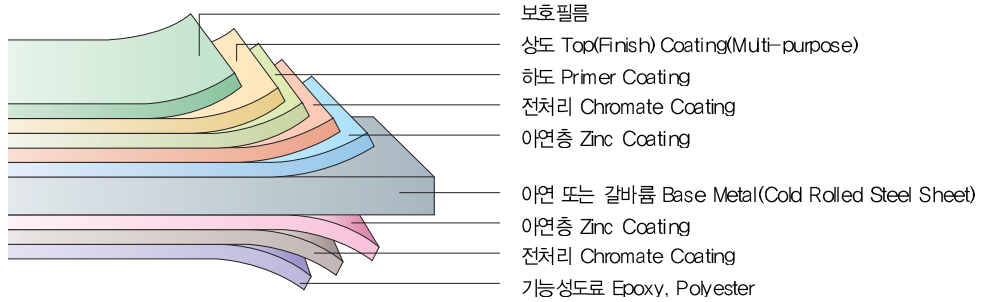 보호필름
상도 Top(Finish) Coating(Multi-purpose)
하도 Primer Coating
전처리 Chromate Coating
아연층 Zinc Coating
아연 또는 갈바륨 Base Metal(Cold Rolled Steel Sheet)
아연층 Zinc Coating
전처리 Chromate Coating
기능성도료 Epoxy, Polyester